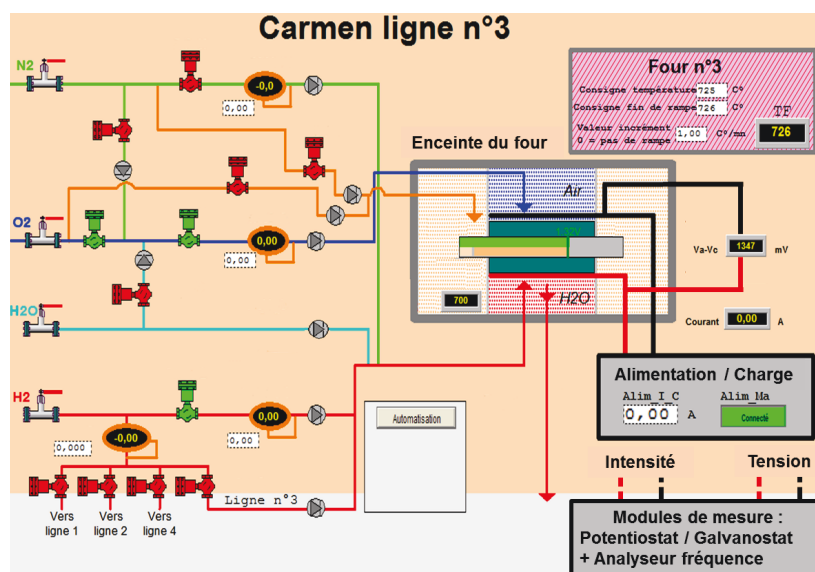 Carmen ligne n°3
N2
-0,0
0,00
Four n°3
Consigne température 725 C°
Consigne fin de rampe 726 C°
Valeur incrément 1,00 C°/mn
0 = pas de rampe
TF
726
Enceinte du four
Air
1.32V
O2
0,00
0,00
Va-Vc 1347 mV
700
H2O
H2O
Courant 0,00 A
Alimentation / Charge
Alim_I_C
Alim_Ma
0,00 A
Connecté
H2
0,00
0,00
-0,00
0,000
Automatisation
Ligne n°3
Vers
ligne 1
Vers
ligne 2
Vers
ligne 4
Intensité
Tension
Modules de mesure :
Potentiostat / Galvanostat
+ Analyseur fréquence